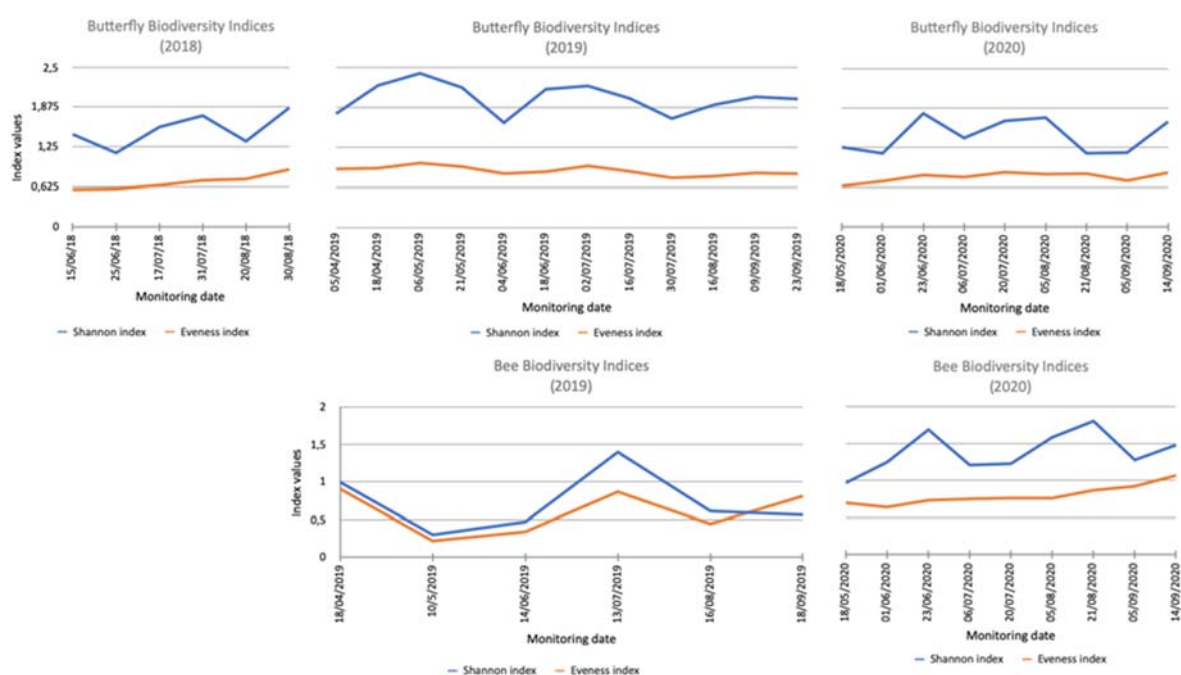 Butterfly Biodiversity Indices
(2018)
Index values
2,5
1,875
1,25
0,625
0
15/06/18
25/06/18
17/07/18
31/07/18
20/08/18
30/08/18
Monitoring date
Shannon index
Eveness index
Butterfly Biodiversity Indices
(2019)
05/04/2019
18/04/2019
06/05/2019
21/05/2019
04/06/2019
18/06/2019
02/07/2019
16/07/2019
30/07/2019
16/08/2019
09/09/2019
23/09/2019
Monitoring date
Shannon index
Eveness index
Butterfly Biodiversity Indices
(2020)
18/05/2020
01/06/2020
23/06/2020
06/07/2020
20/07/2020
05/08/2020
21/08/2020
05/09/2020
14/09/2020
Monitoring date
Shannon index
Eveness index
Bee Biodiversity Indices
(2019)
Index values
2
1,5
1
0,5
0
18/04/2019
10/5/2019
14/06/2019
13/07/2019
16/08/2019
18/09/2019
Monitoring date
Shannon index
Eveness index
Bee Biodiversity Indices
(2020)
18/05/2020
01/06/2020
23/06/2020
06/07/2020
20/07/2020
05/08/2020
21/08/2020
05/09/2020
14/09/2020
Monitoring date
Shannon index
Eveness index